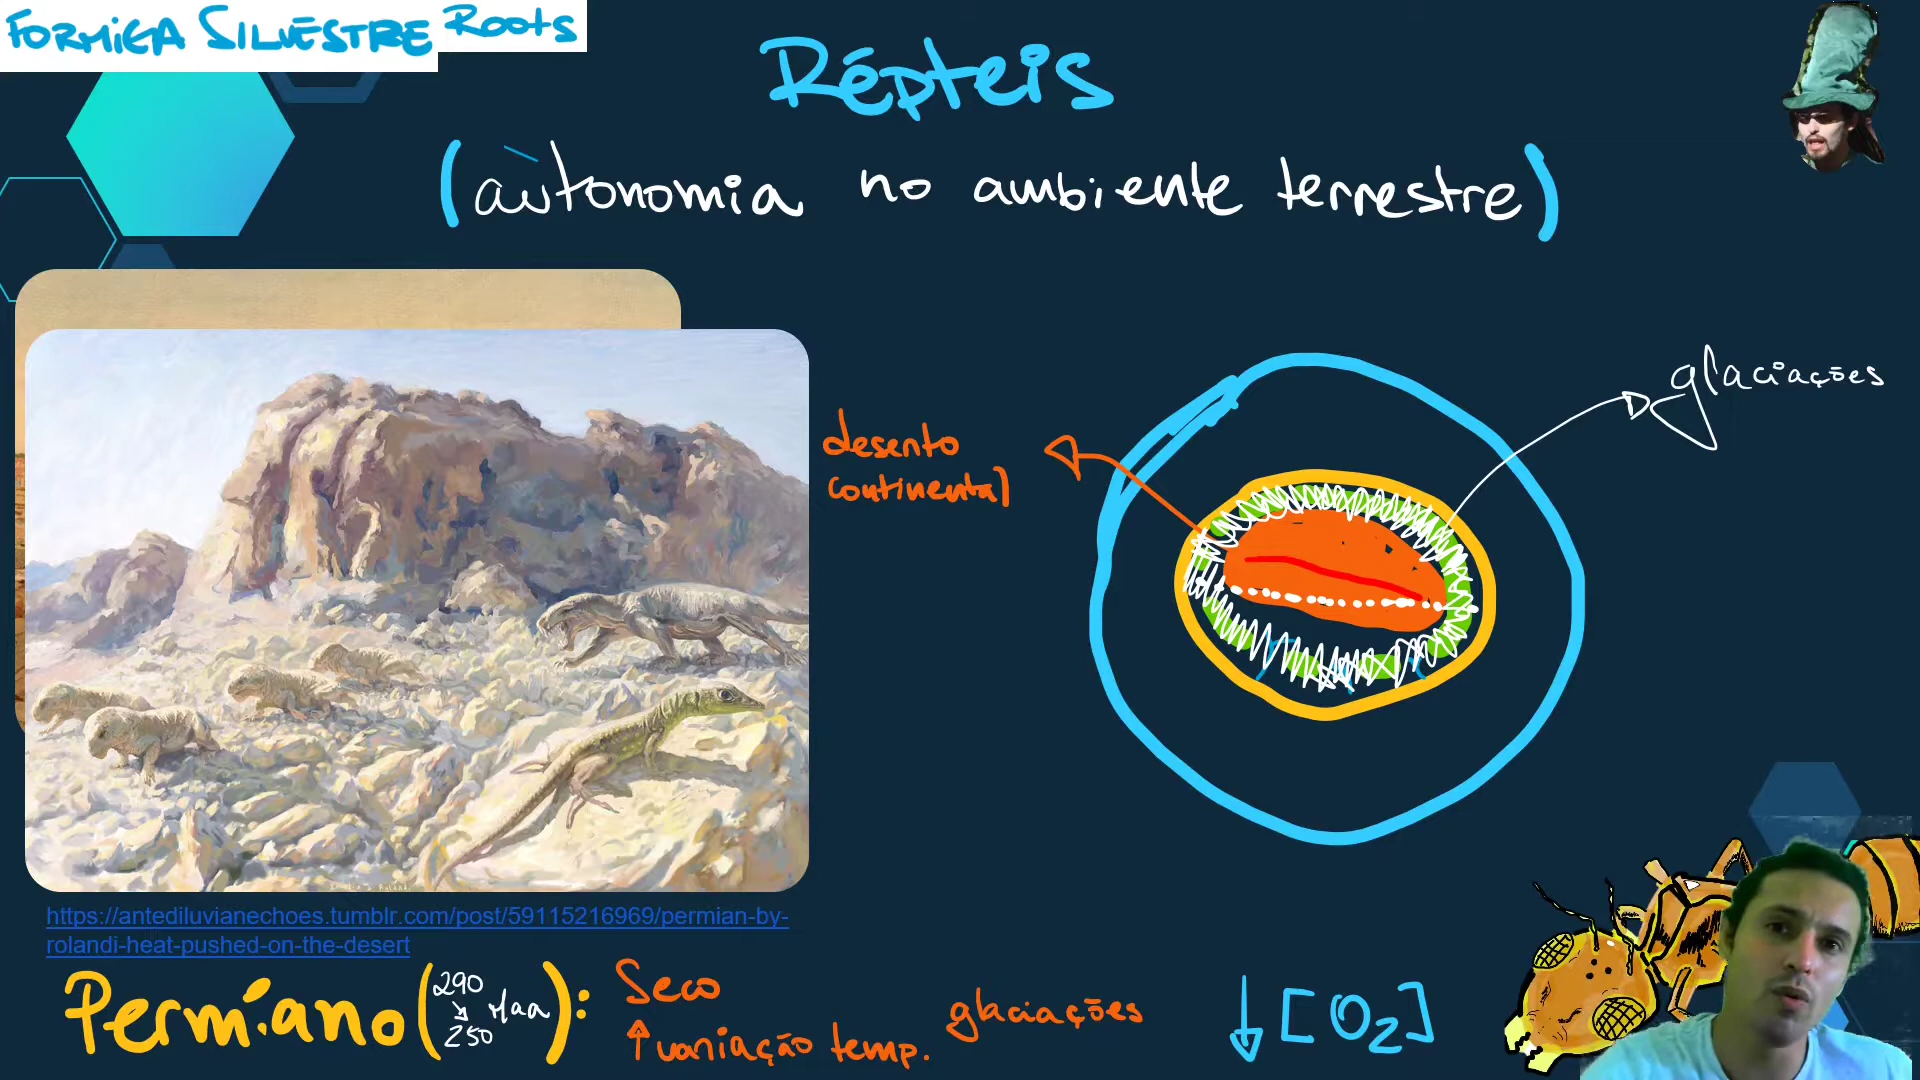 FORMIGA SILVESTRE Roots
Répteis
(autonomia no ambiente terrestre)
glaciações
desento
continental
https://antediluvianechoes.tumblr.com/post/59115216969/permian-by-
rolandi-heat-pushed-on-the-desert
Permiano (290 ↘ 250 Maa):
Seco
↑ variação temp.
glaciações
↓ [O₂]